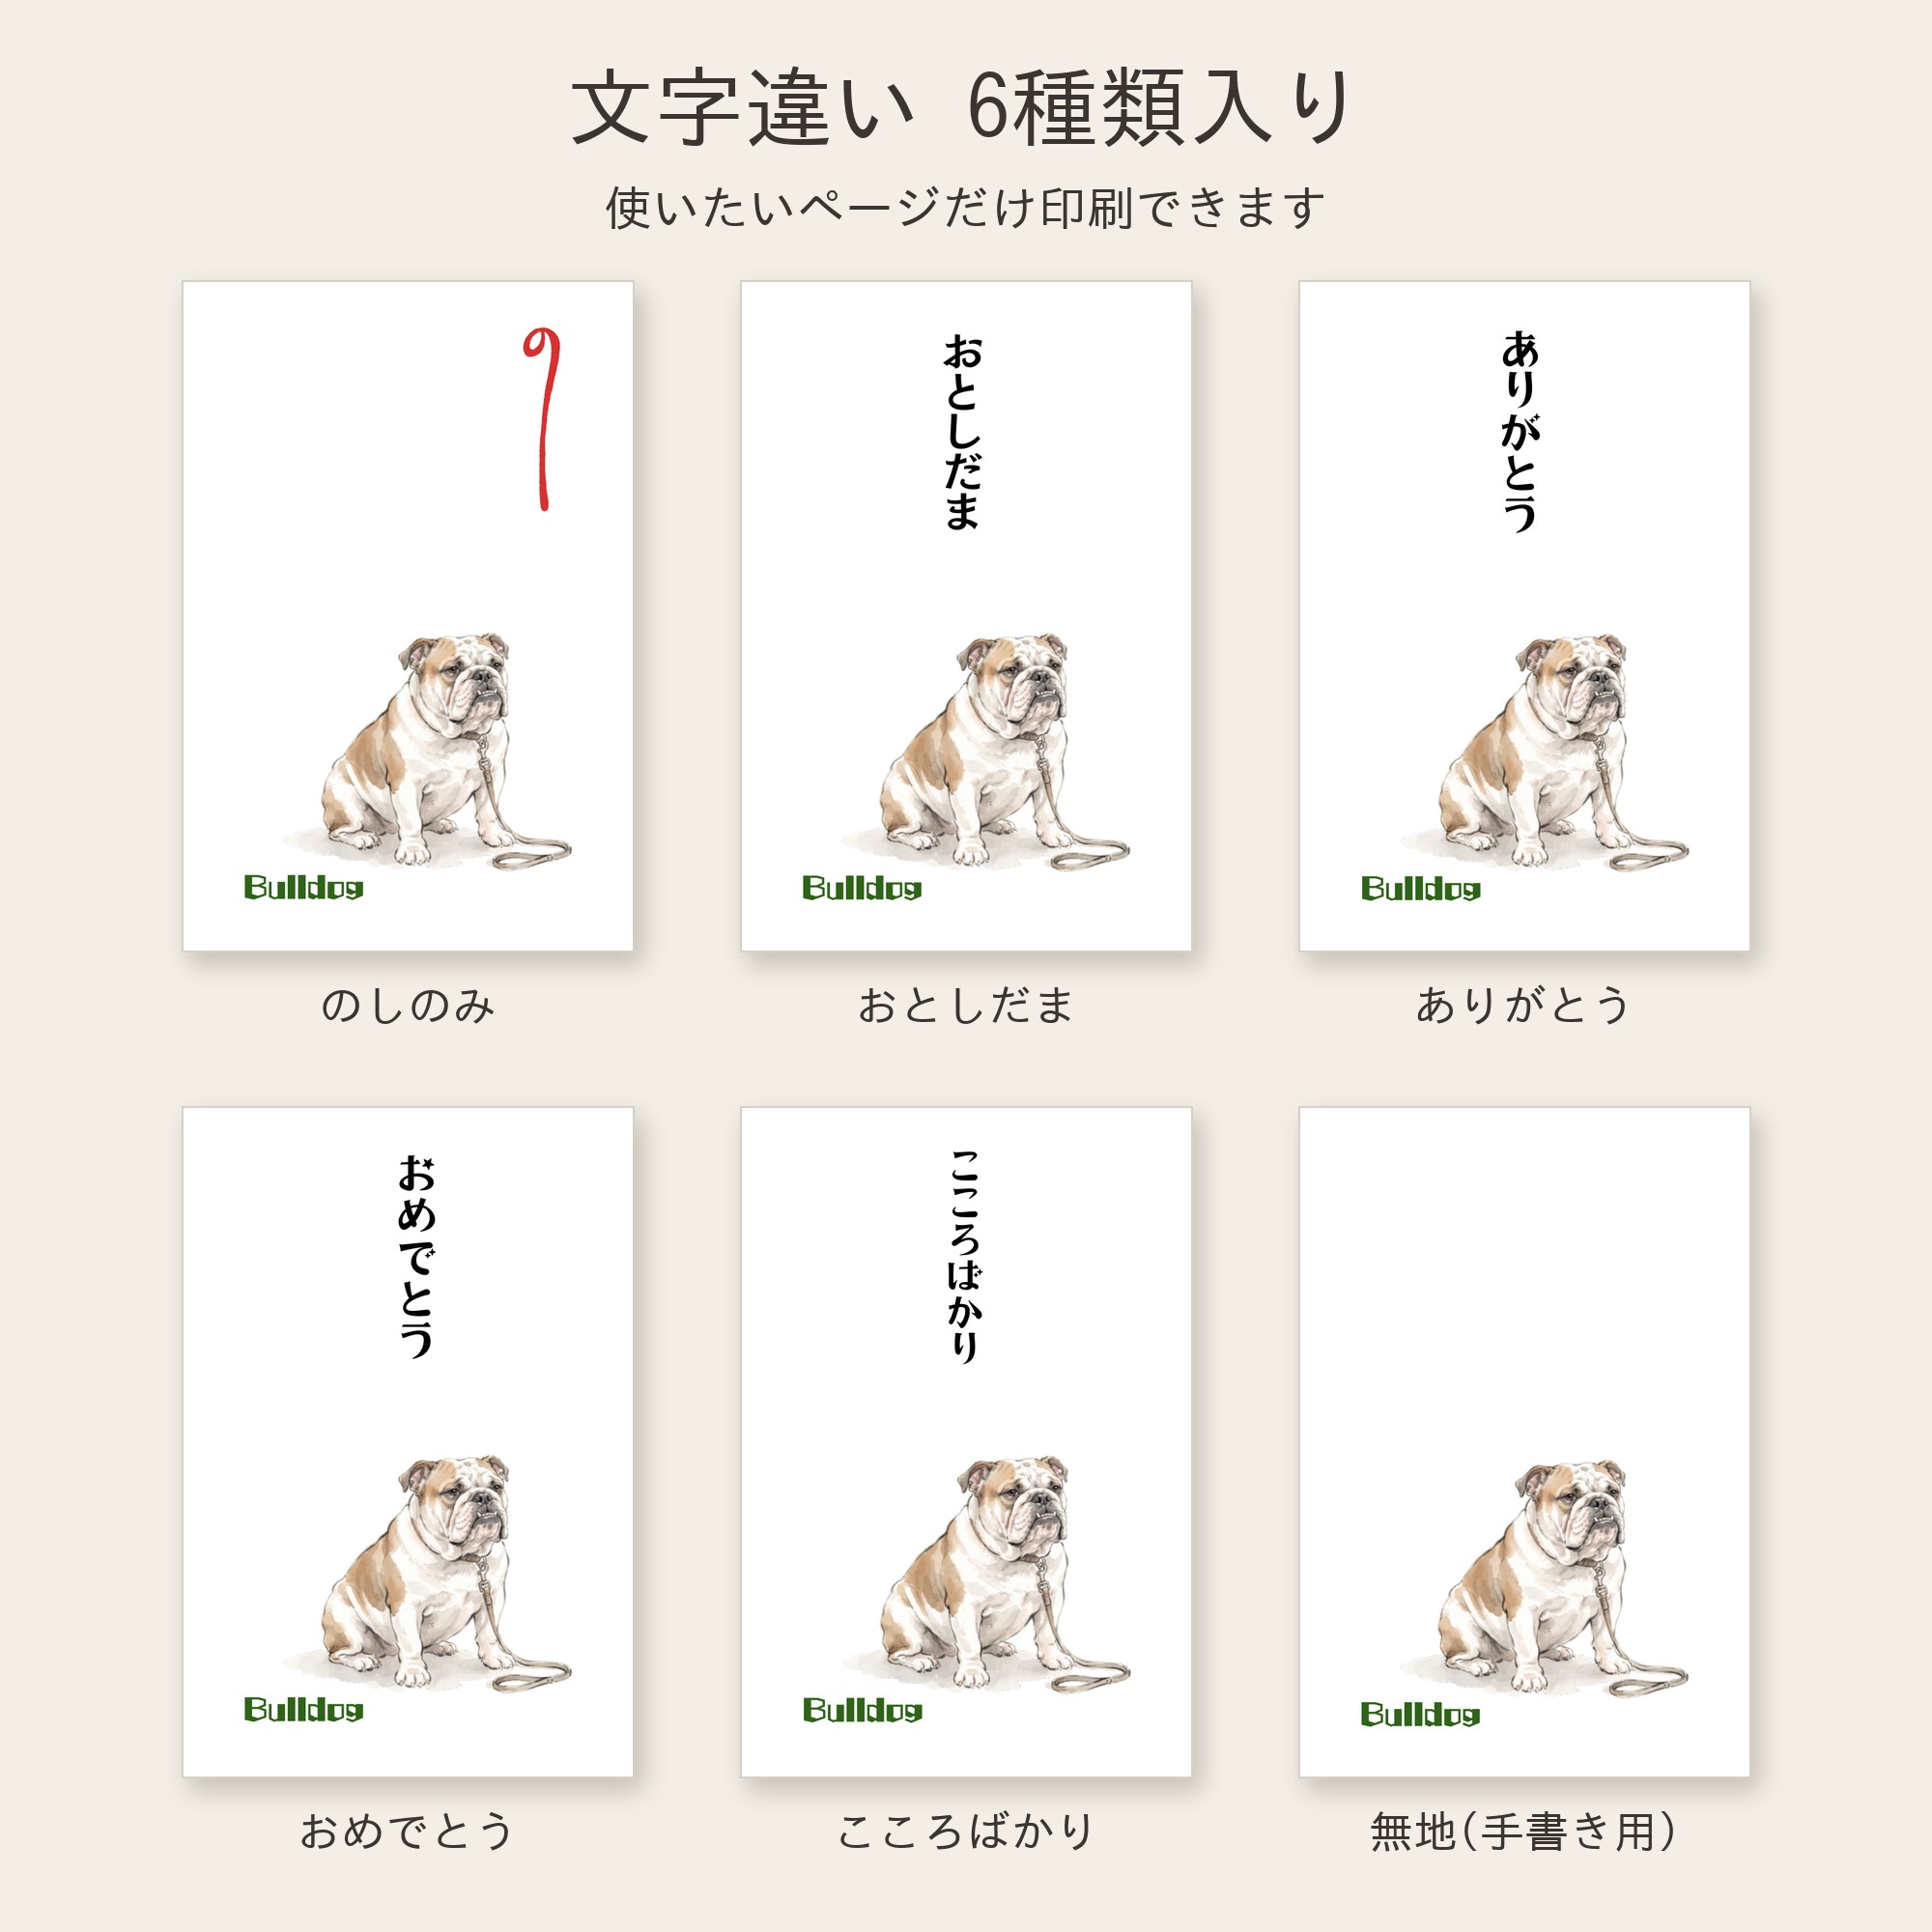 文字違い 6種類入り
使いたいページだけ印刷できます
Bulldog
のしのみ
おとしだま
Bulldog
おとしだま
ありがとう
Bulldog
ありがとう
おめでとう
Bulldog
おめでとう
こころばかり
Bulldog
こころばかり
Bulldog
無地(手書き用)